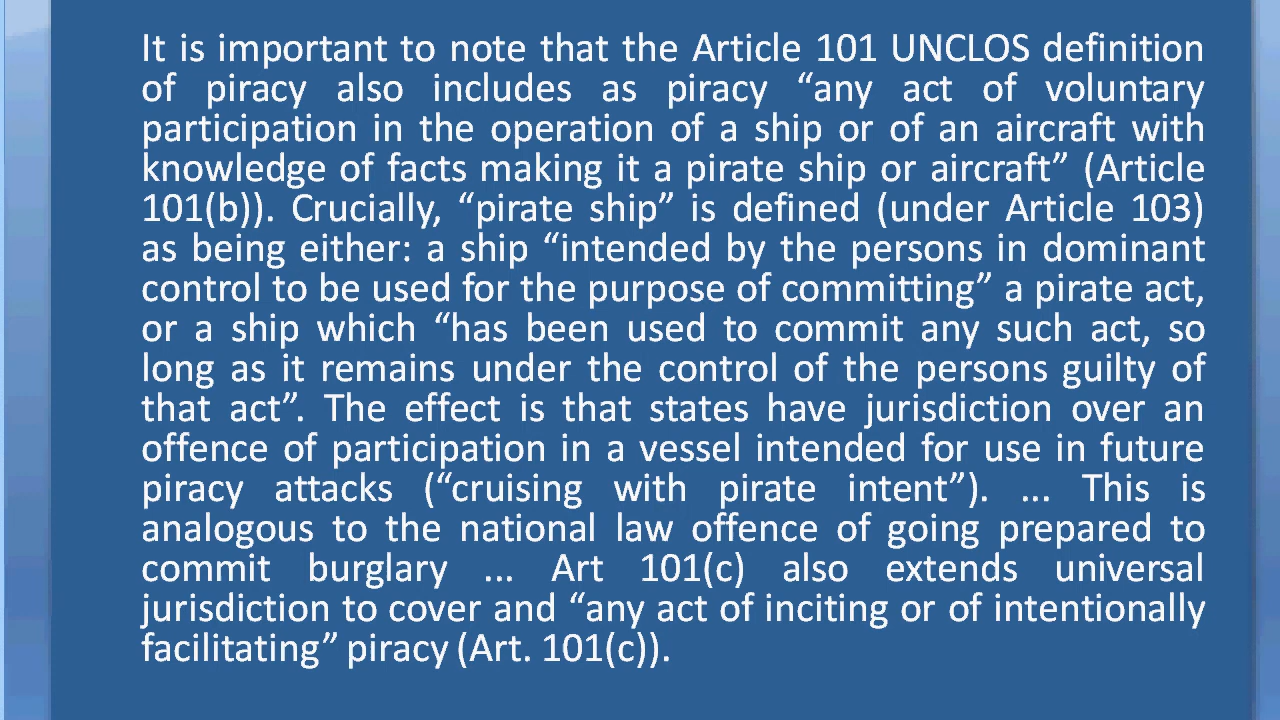 It is important to note that the Article 101 UNCLOS definition
of piracy also includes as piracy “any act of voluntary
participation in the operation of a ship or of an aircraft with
knowledge of facts making it a pirate ship or aircraft” (Article
101(b)). Crucially, “pirate ship” is defined (under Article 103)
as being either: a ship “intended by the persons in dominant
control to be used for the purpose of committing” a pirate act,
or a ship which “has been used to commit any such act, so
long as it remains under the control of the persons guilty of
that act”. The effect is that states have jurisdiction over an
offence of participation in a vessel intended for use in future
piracy attacks (“cruising with pirate intent”). ... This is
analogous to the national law offence of going prepared to
commit burglary ... Art 101(c) also extends universal
jurisdiction to cover and “any act of inciting or of intentionally
facilitating” piracy (Art. 101(c)).